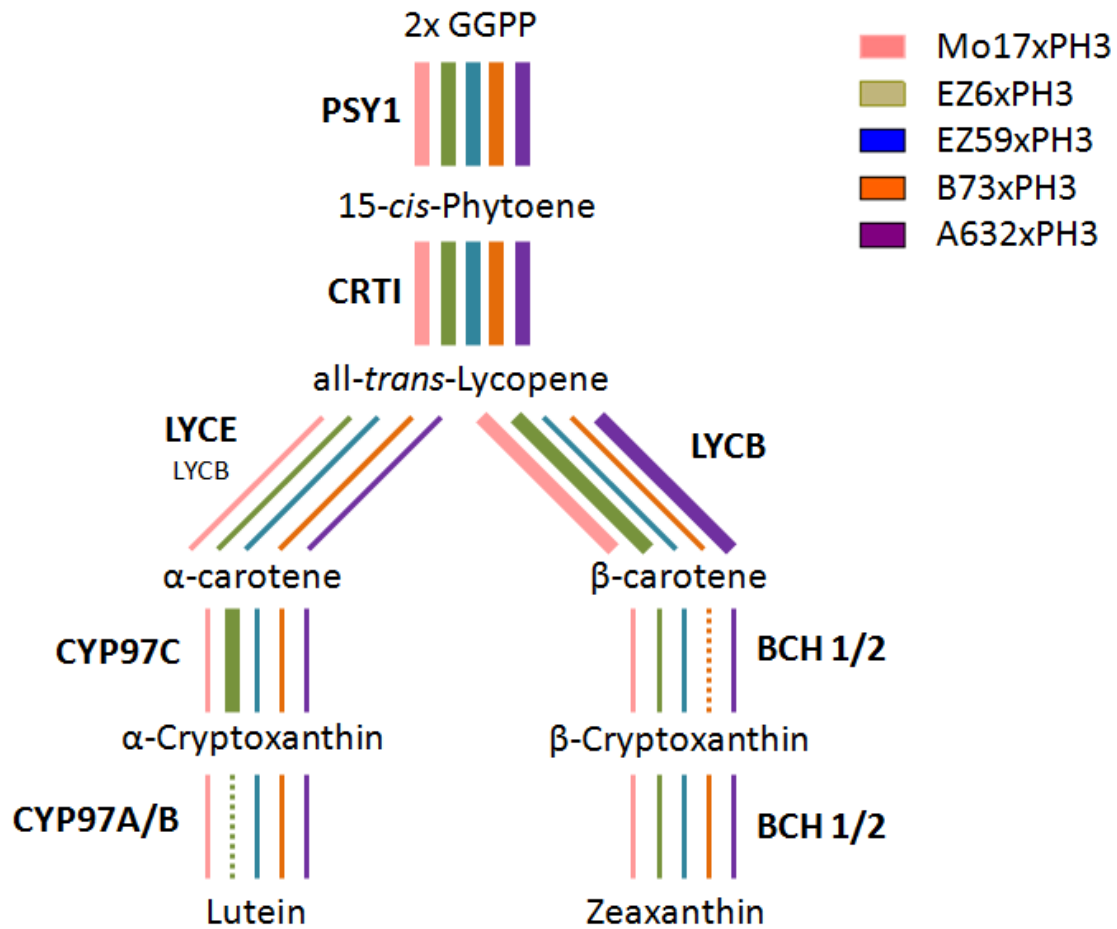 2x GGPP
PSY1
15-cis-Phytoene
CRTI
all-trans-Lycopene
LYCE
LYCB
LYCB
α-carotene
β-carotene
CYP97C
BCH 1/2
α-Cryptoxanthin
β-Cryptoxanthin
CYP97A/B
BCH 1/2
Lutein
Zeaxanthin
Mo17xPH3
EZ6xPH3
EZ59xPH3
B73xPH3
A632xPH3